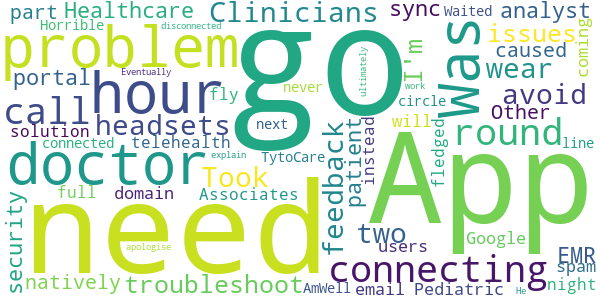 part Healthcare Horrible disconnected Clinicians sync Waited analyst
problem go I'm issues coming
Eventually ultimately was caused
portal hour fly never work wear
call headsets next circle avoid
solution connected telehealth instead will Other
doctor explain TytoCare feedback patient fledged round line
security full domain Took Associates App
need two users Google EMR
natively troubleshoot connecting spam
apologise AmWell email Pediatric He night